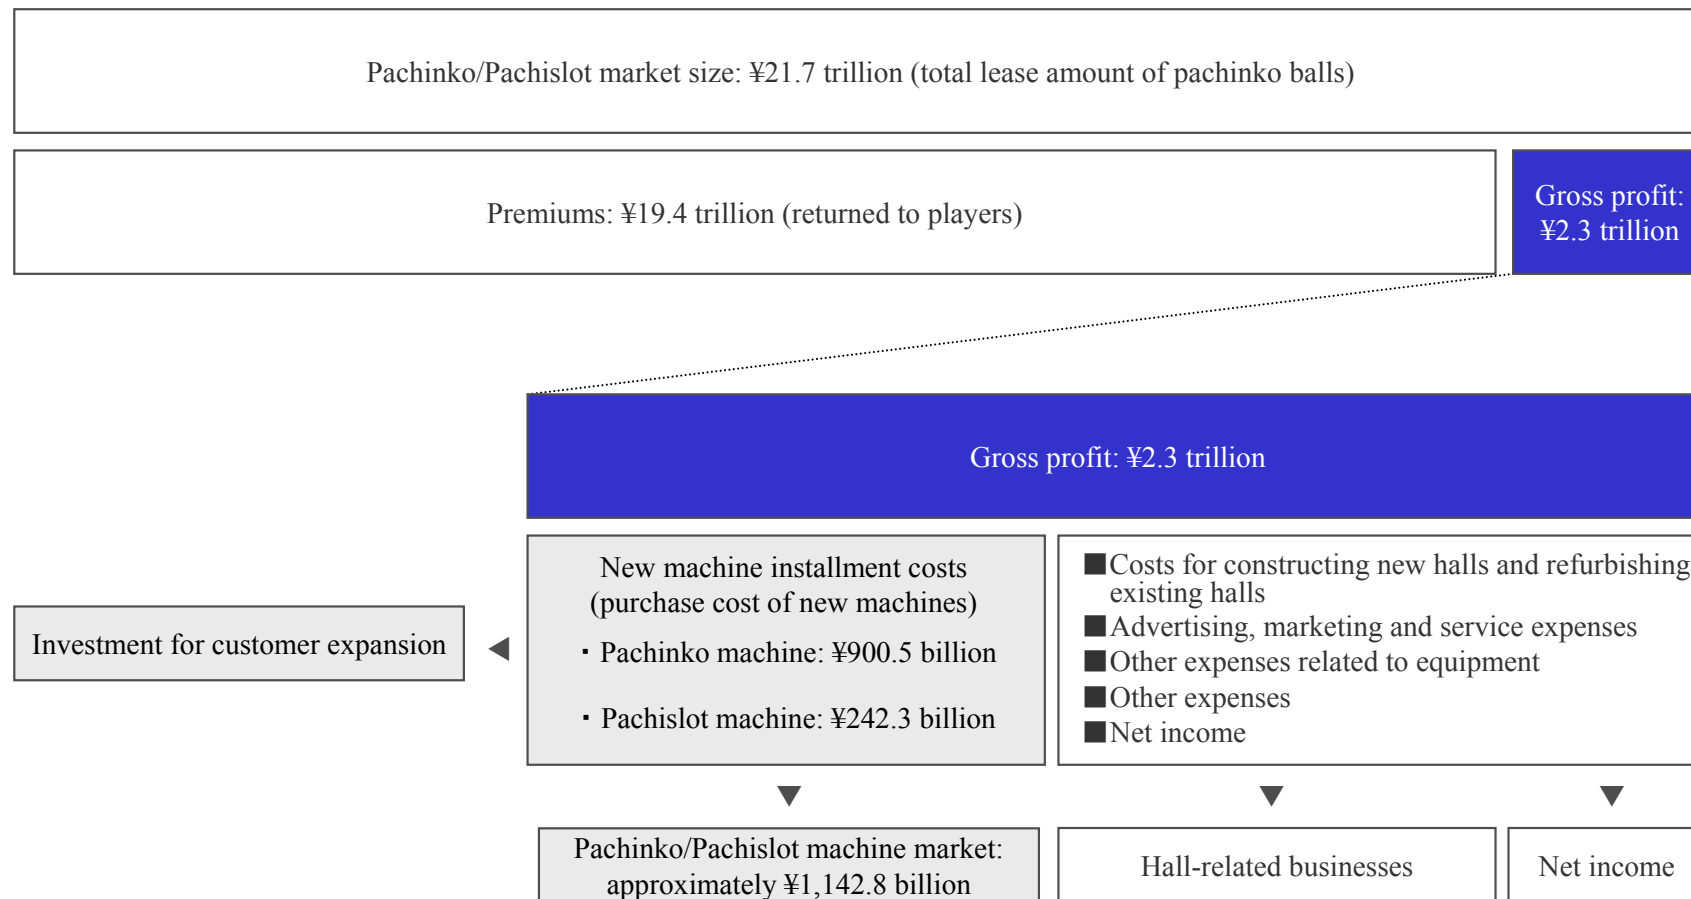 Pachinko/Pachislot market size: ¥21.7 trillion (total lease amount of pachinko balls)
Premiums: ¥19.4 trillion (returned to players)
Gross profit:
¥2.3 trillion
Gross profit: ¥2.3 trillion
New machine installment costs
(purchase cost of new machines)
・Pachinko machine: ¥900.5 billion
・Pachislot machine: ¥242.3 billion
■Costs for constructing new halls and refurbishing
existing halls
■Advertising, marketing and service expenses
■Other expenses related to equipment
■Other expenses
■Net income
Investment for customer expansion
Pachinko/Pachislot machine market:
approximately ¥1,142.8 billion
Hall-related businesses
Net income